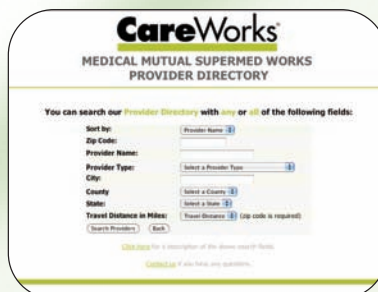 CareWorks
MEDICAL MUTUAL SUPERMED WORKS
PROVIDER DIRECTORY
You can search our Provider Directory with any or all of the following fields:
Sort by: Provider Name
Zip Code:
Provider Name:
Provider Type: Select a Provider Type
City:
County Select a County
State: Select a State
Travel Distance in Miles: Travel Distance (zip code is required)
Search Providers Back
Click Here for a description of the above search fields.
Contact us if you have any questions.